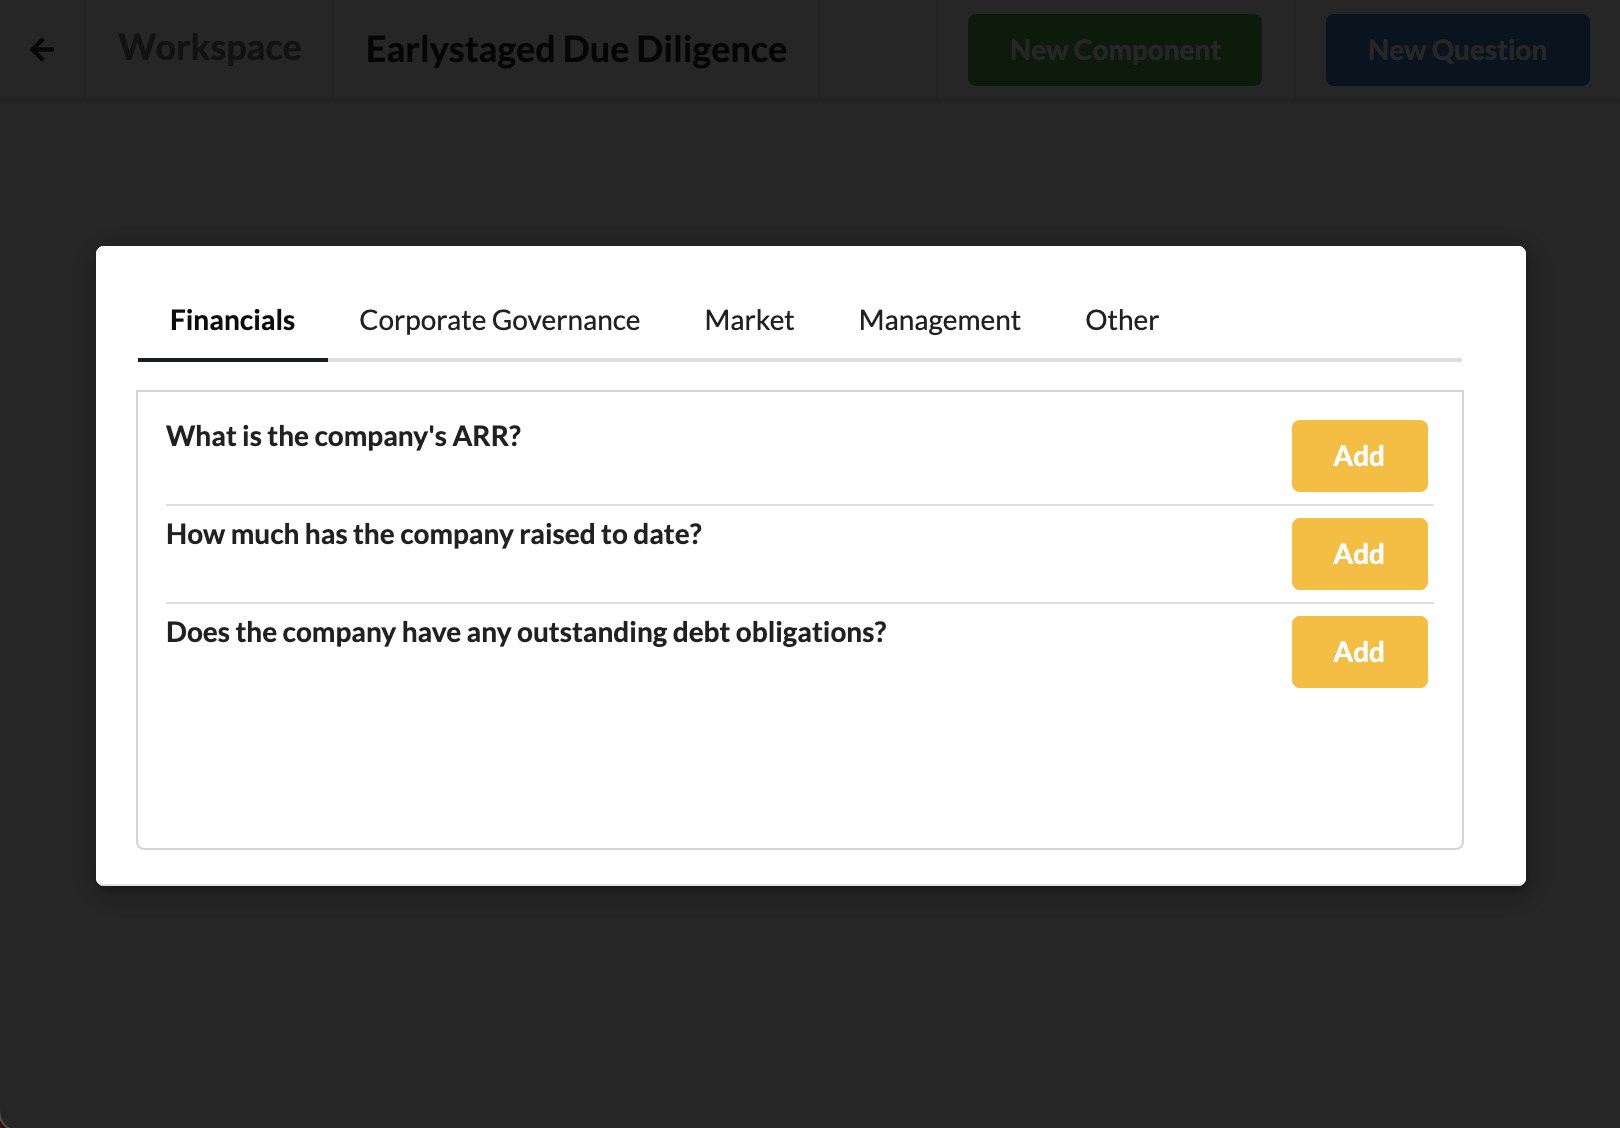 Workspace
Earlystaged Due Diligence
New Component
New Question
Financials
Corporate Governance
Market
Management
Other
What is the company's ARR?
Add
How much has the company raised to date?
Add
Does the company have any outstanding debt obligations?
Add